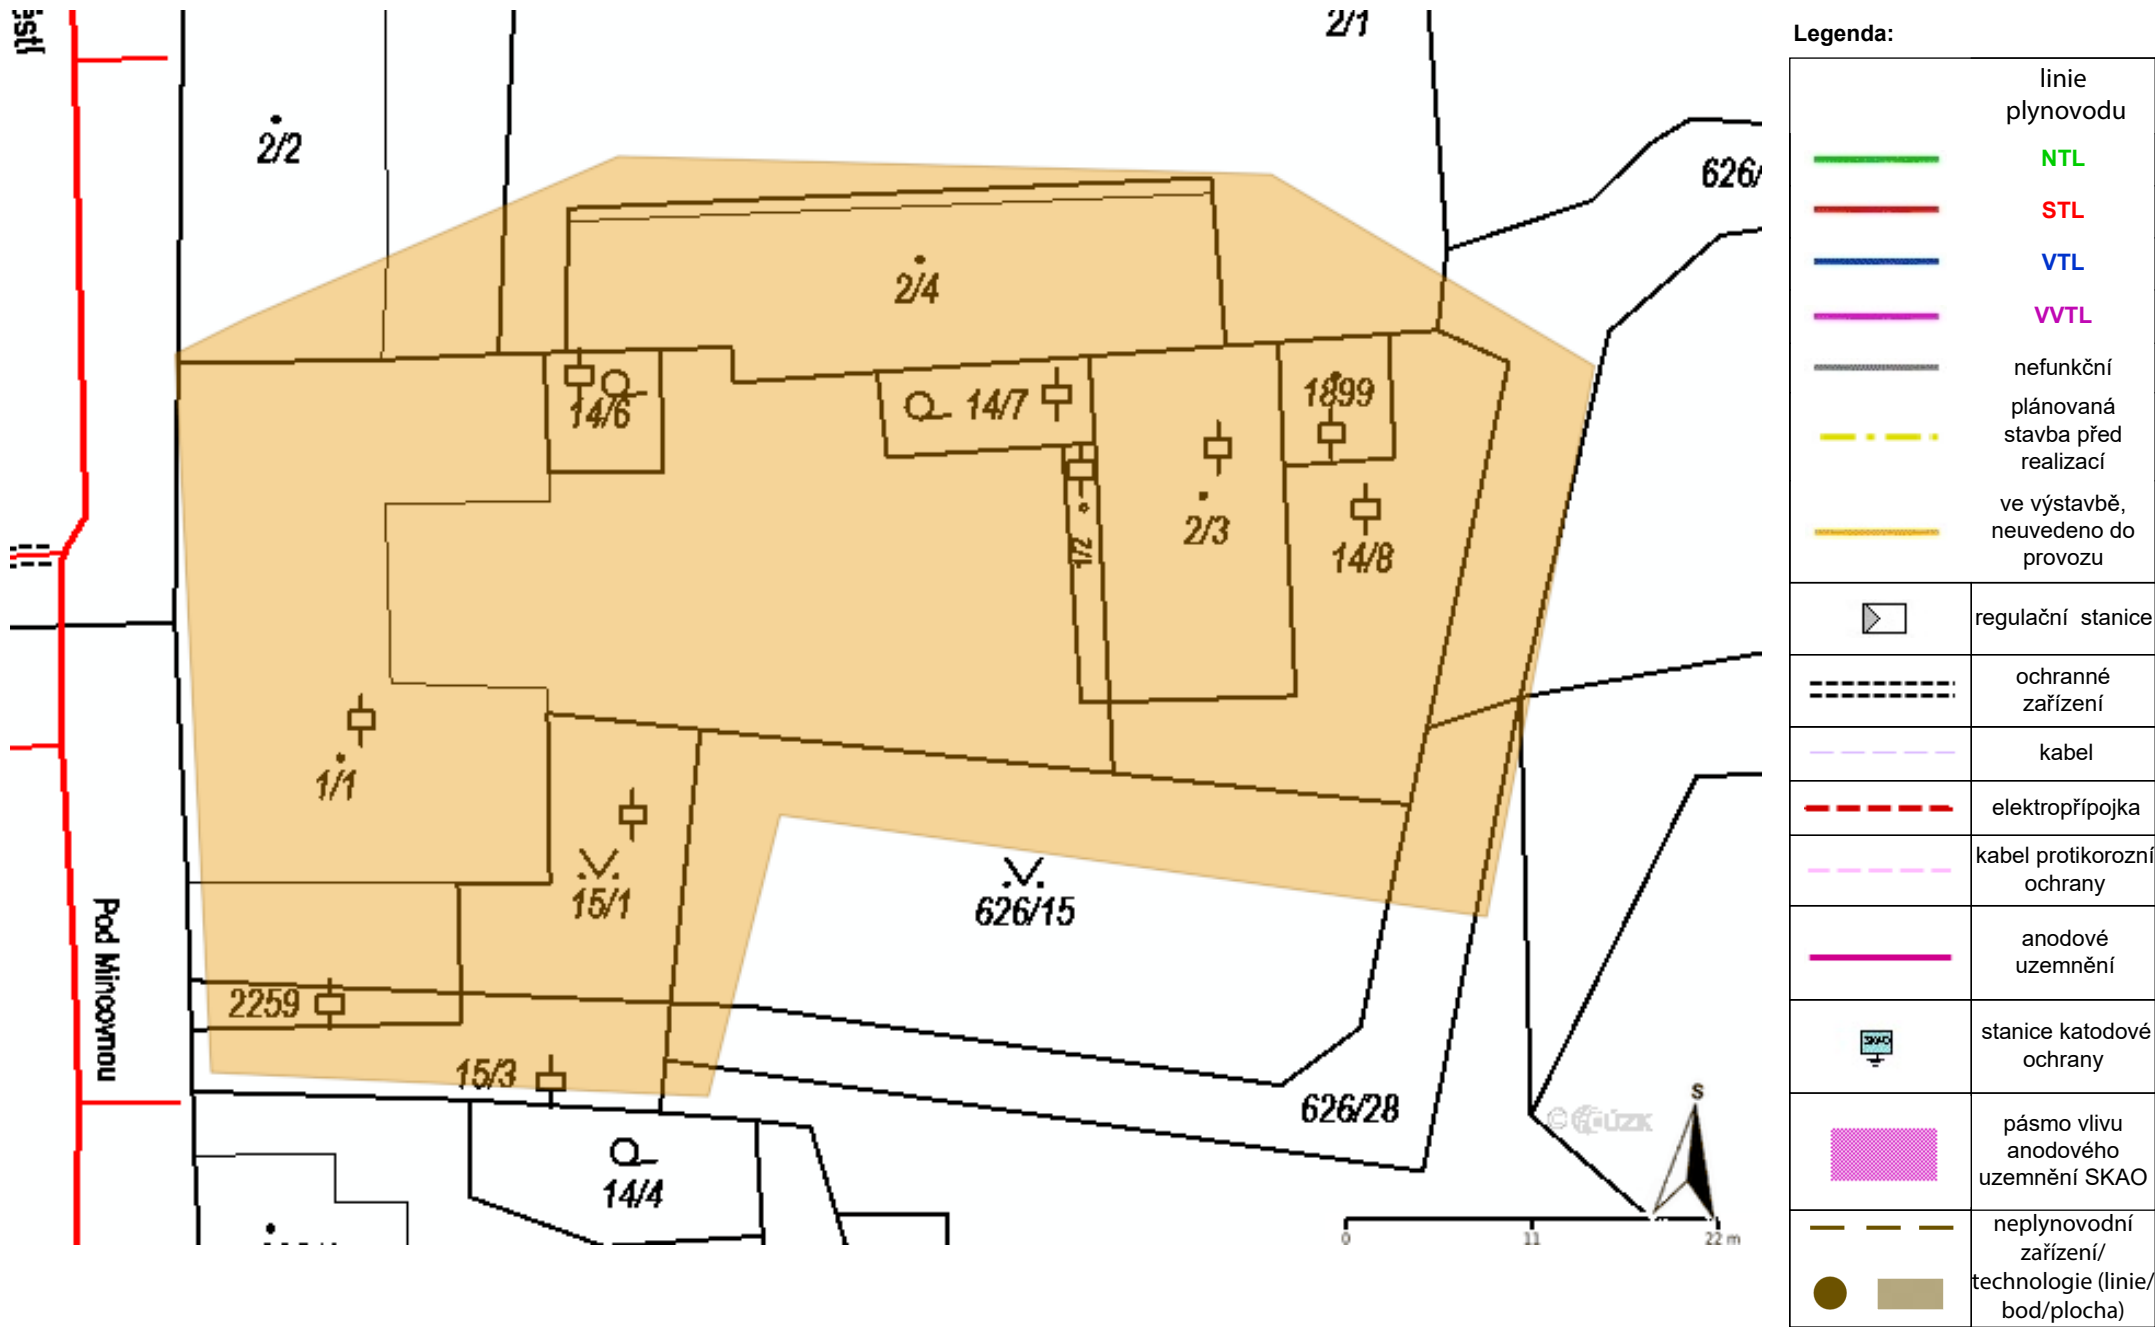 2/1
2/2
626/
2/4
14/6
14/7
1899
1/2
2/3
14/8
1/1
15/1
626/15
2259
15/3
Pod Mincovnou
626/28
14/4
S
0 11 22 m
Legenda:
linie
plynovodu
NTL
STL
VTL
VVTL
nefunkční
plánovaná
stavba před
realizací
ve výstavbě,
neuvedeno do
provozu
regulační stanice
ochranné
zařízení
kabel
elektropřípojka
kabel protikorozní
ochrany
anodové
uzemnění
SKAO
stanice katodové
ochrany
pásmo vlivu
anodového
uzemnění SKAO
neplynovodní
zařízení/
technologie (linie/
bod/plocha)